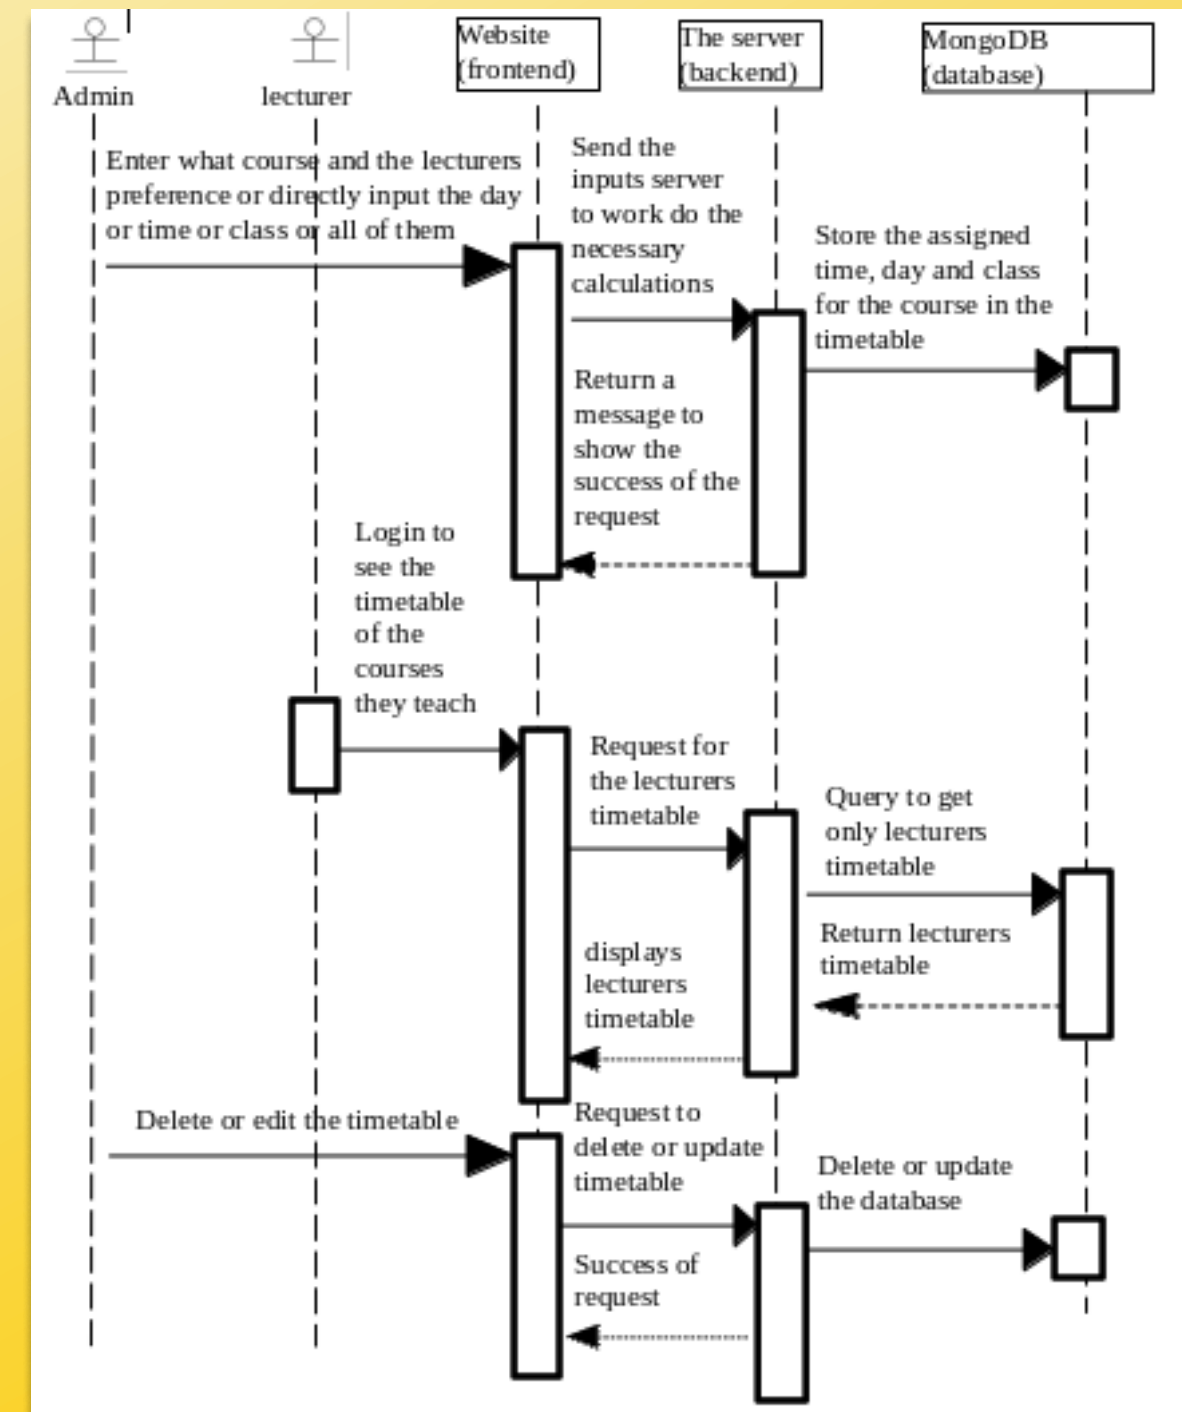 Admin
lecturer
Website
(frontend)
The server
(backend)
MongoDB
(database)
Enter what course and the lecturers
preference or directly input the day
or time or class or all of them
Send the
inputs server
to work do the
necessary
calculations
Store the assigned
time, day and class
for the course in the
timetable
Return a
message to
show the
success of the
request
Login to
see the
timetable
of the
courses
they teach
Request for
the lecturers
timetable
Query to get
only lecturers
timetable
Return lecturers
timetable
displays
lecturers
timetable
Delete or edit the timetable
Request to
delete or update
timetable
Delete or update
the database
Success of
request